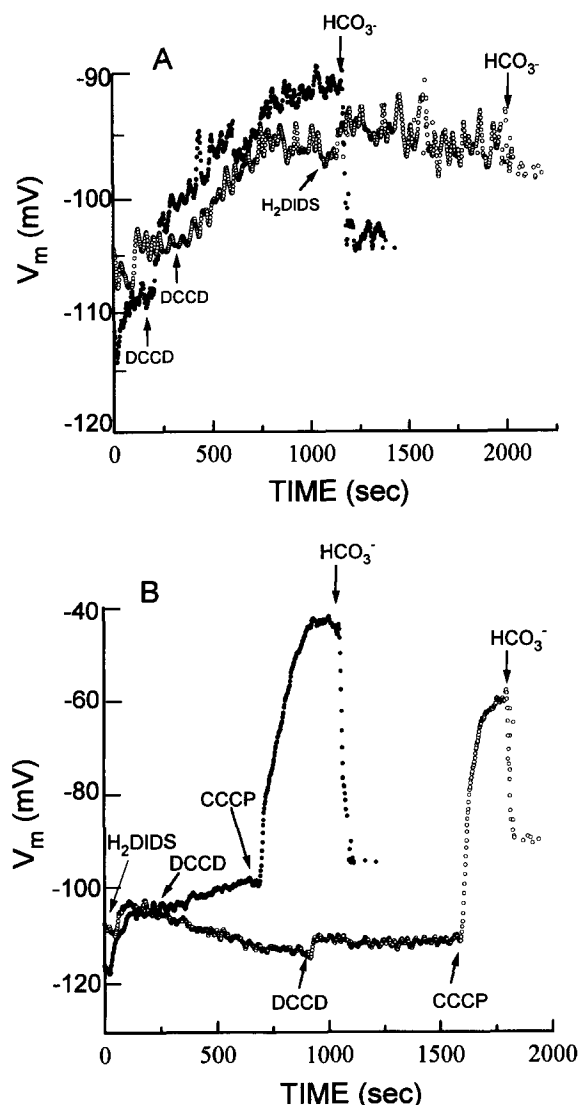 A
HCO₃⁻
HCO₃⁻
-90
-100
-110
-120
Vₘ (mV)
H₂DIDS
DCCD
DCCD
0 500 1000 1500 2000
TIME (sec)
B
HCO₃⁻
HCO₃⁻
-40
-60
-80
-100
-120
Vₘ (mV)
CCCP
H₂DIDS
DCCD
DCCD
CCCP
0 500 1000 1500 2000
TIME (sec)